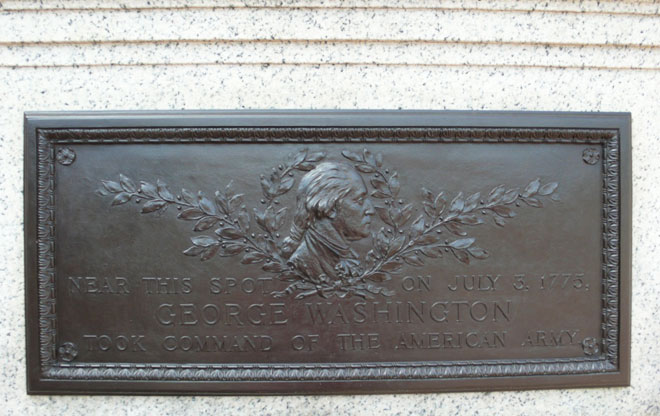 NEAR THIS SPOT ON JULY 3, 1775,
GEORGE WASHINGTON
TOOK COMMAND OF THE AMERICAN ARMY